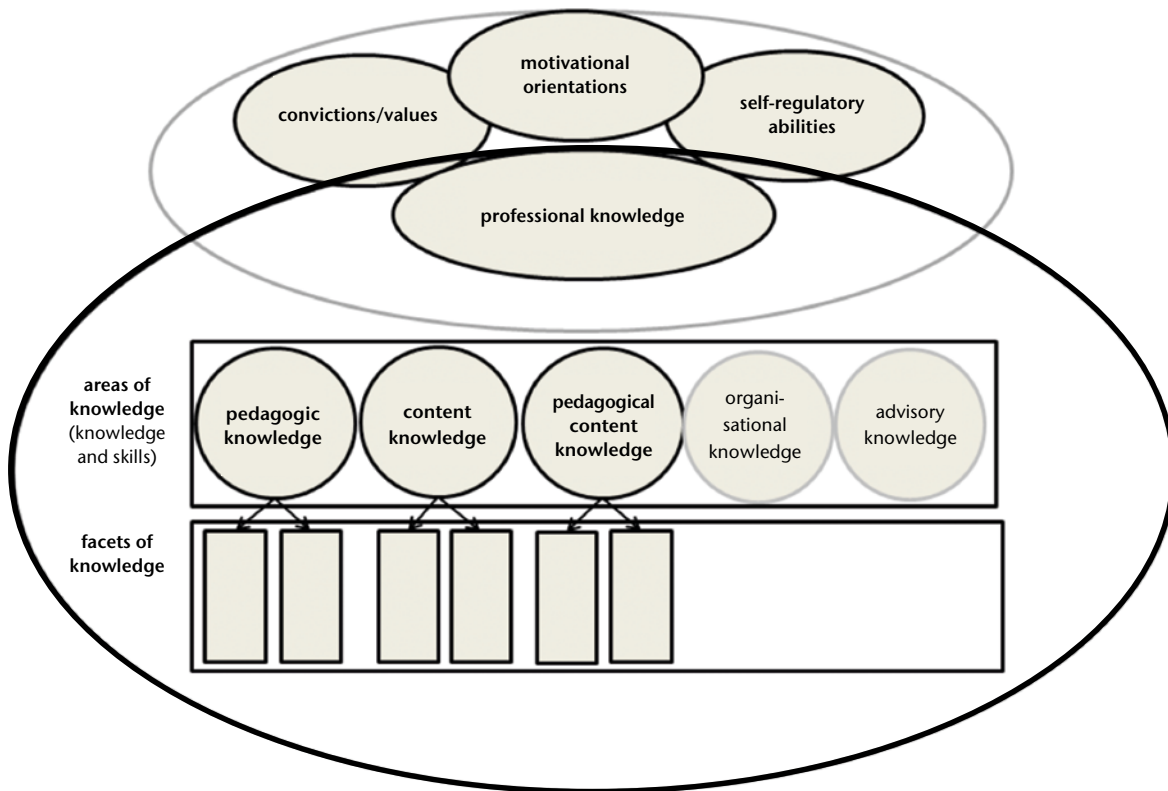 motivational
orientations
convictions/values
self-regulatory
abilities
professional knowledge
areas of
knowledge
(knowledge
and skills)
pedagogic
knowledge
content
knowledge
pedagogical
content
knowledge
organi-
sational
knowledge
advisory
knowledge
facets of
knowledge